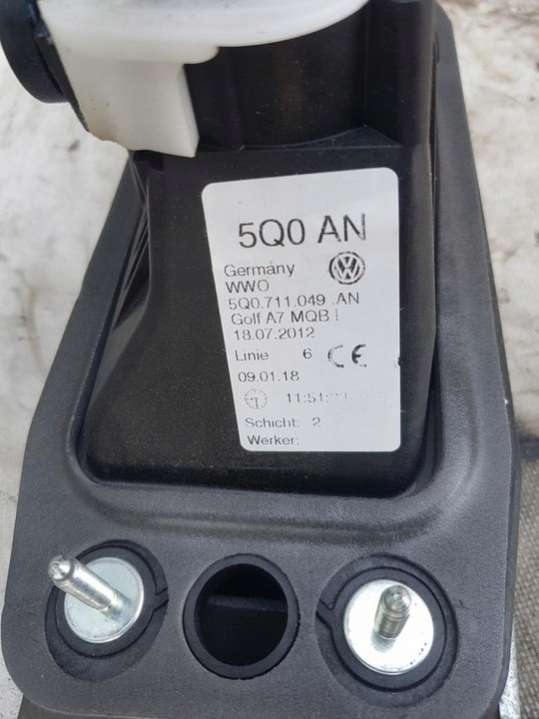 5Q0 AN
Germany
WWO
5Q0.711.049 .AN
Golf A7 MQB
18.07.2012
Linie 6 CE
09.01.18
Schicht: 2
Werker: